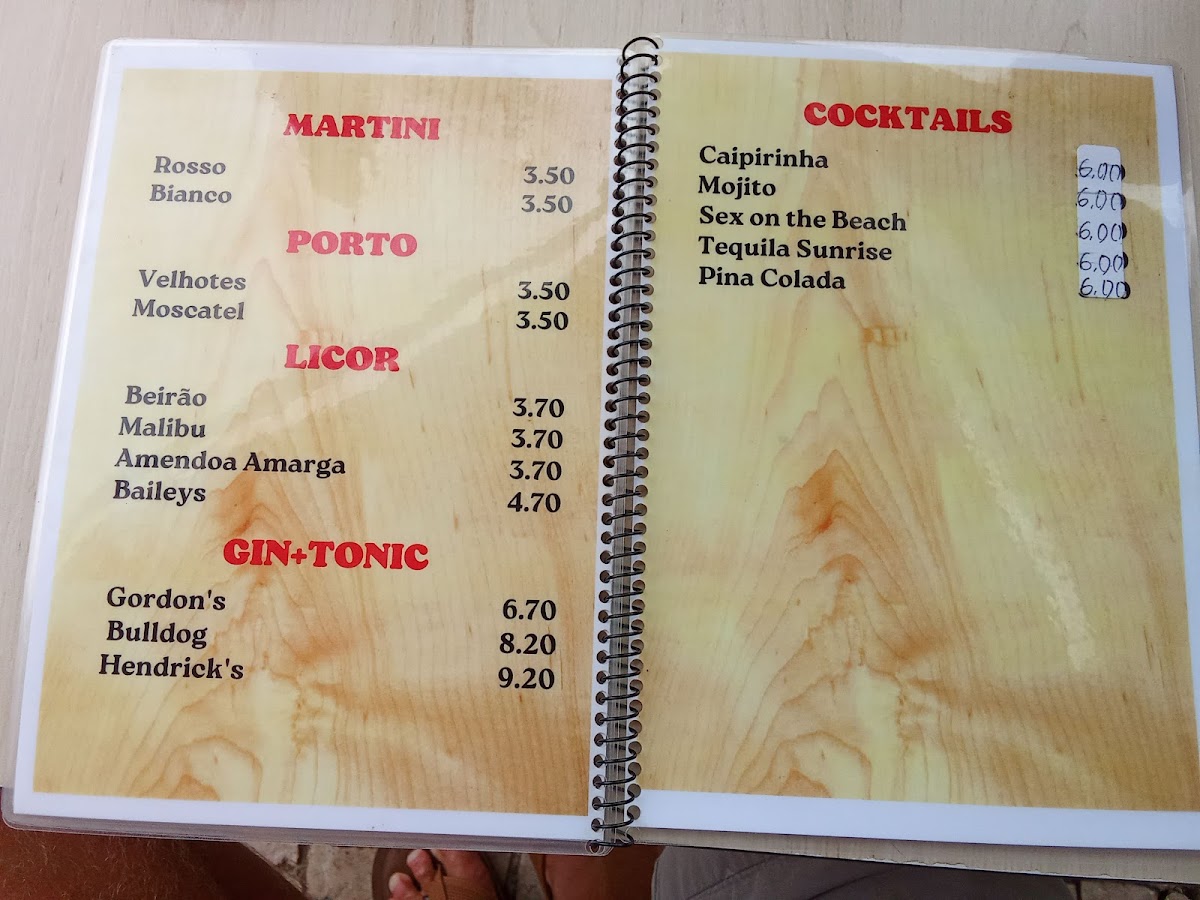 MARTINI
Rosso 3.50
Bianco 3.50
PORTO
Velhotes 3.50
Moscatel 3.50
LICOR
Beirão 3.70
Malibu 3.70
Amendoa Amarga 3.70
Baileys 4.70
GIN+TONIC
Gordon's 6.70
Bulldog 8.20
Hendrick's 9.20
COCKTAILS
Caipirinha 6.00
Mojito 6.00
Sex on the Beach 6.00
Tequila Sunrise 6.00
Pina Colada 6.00